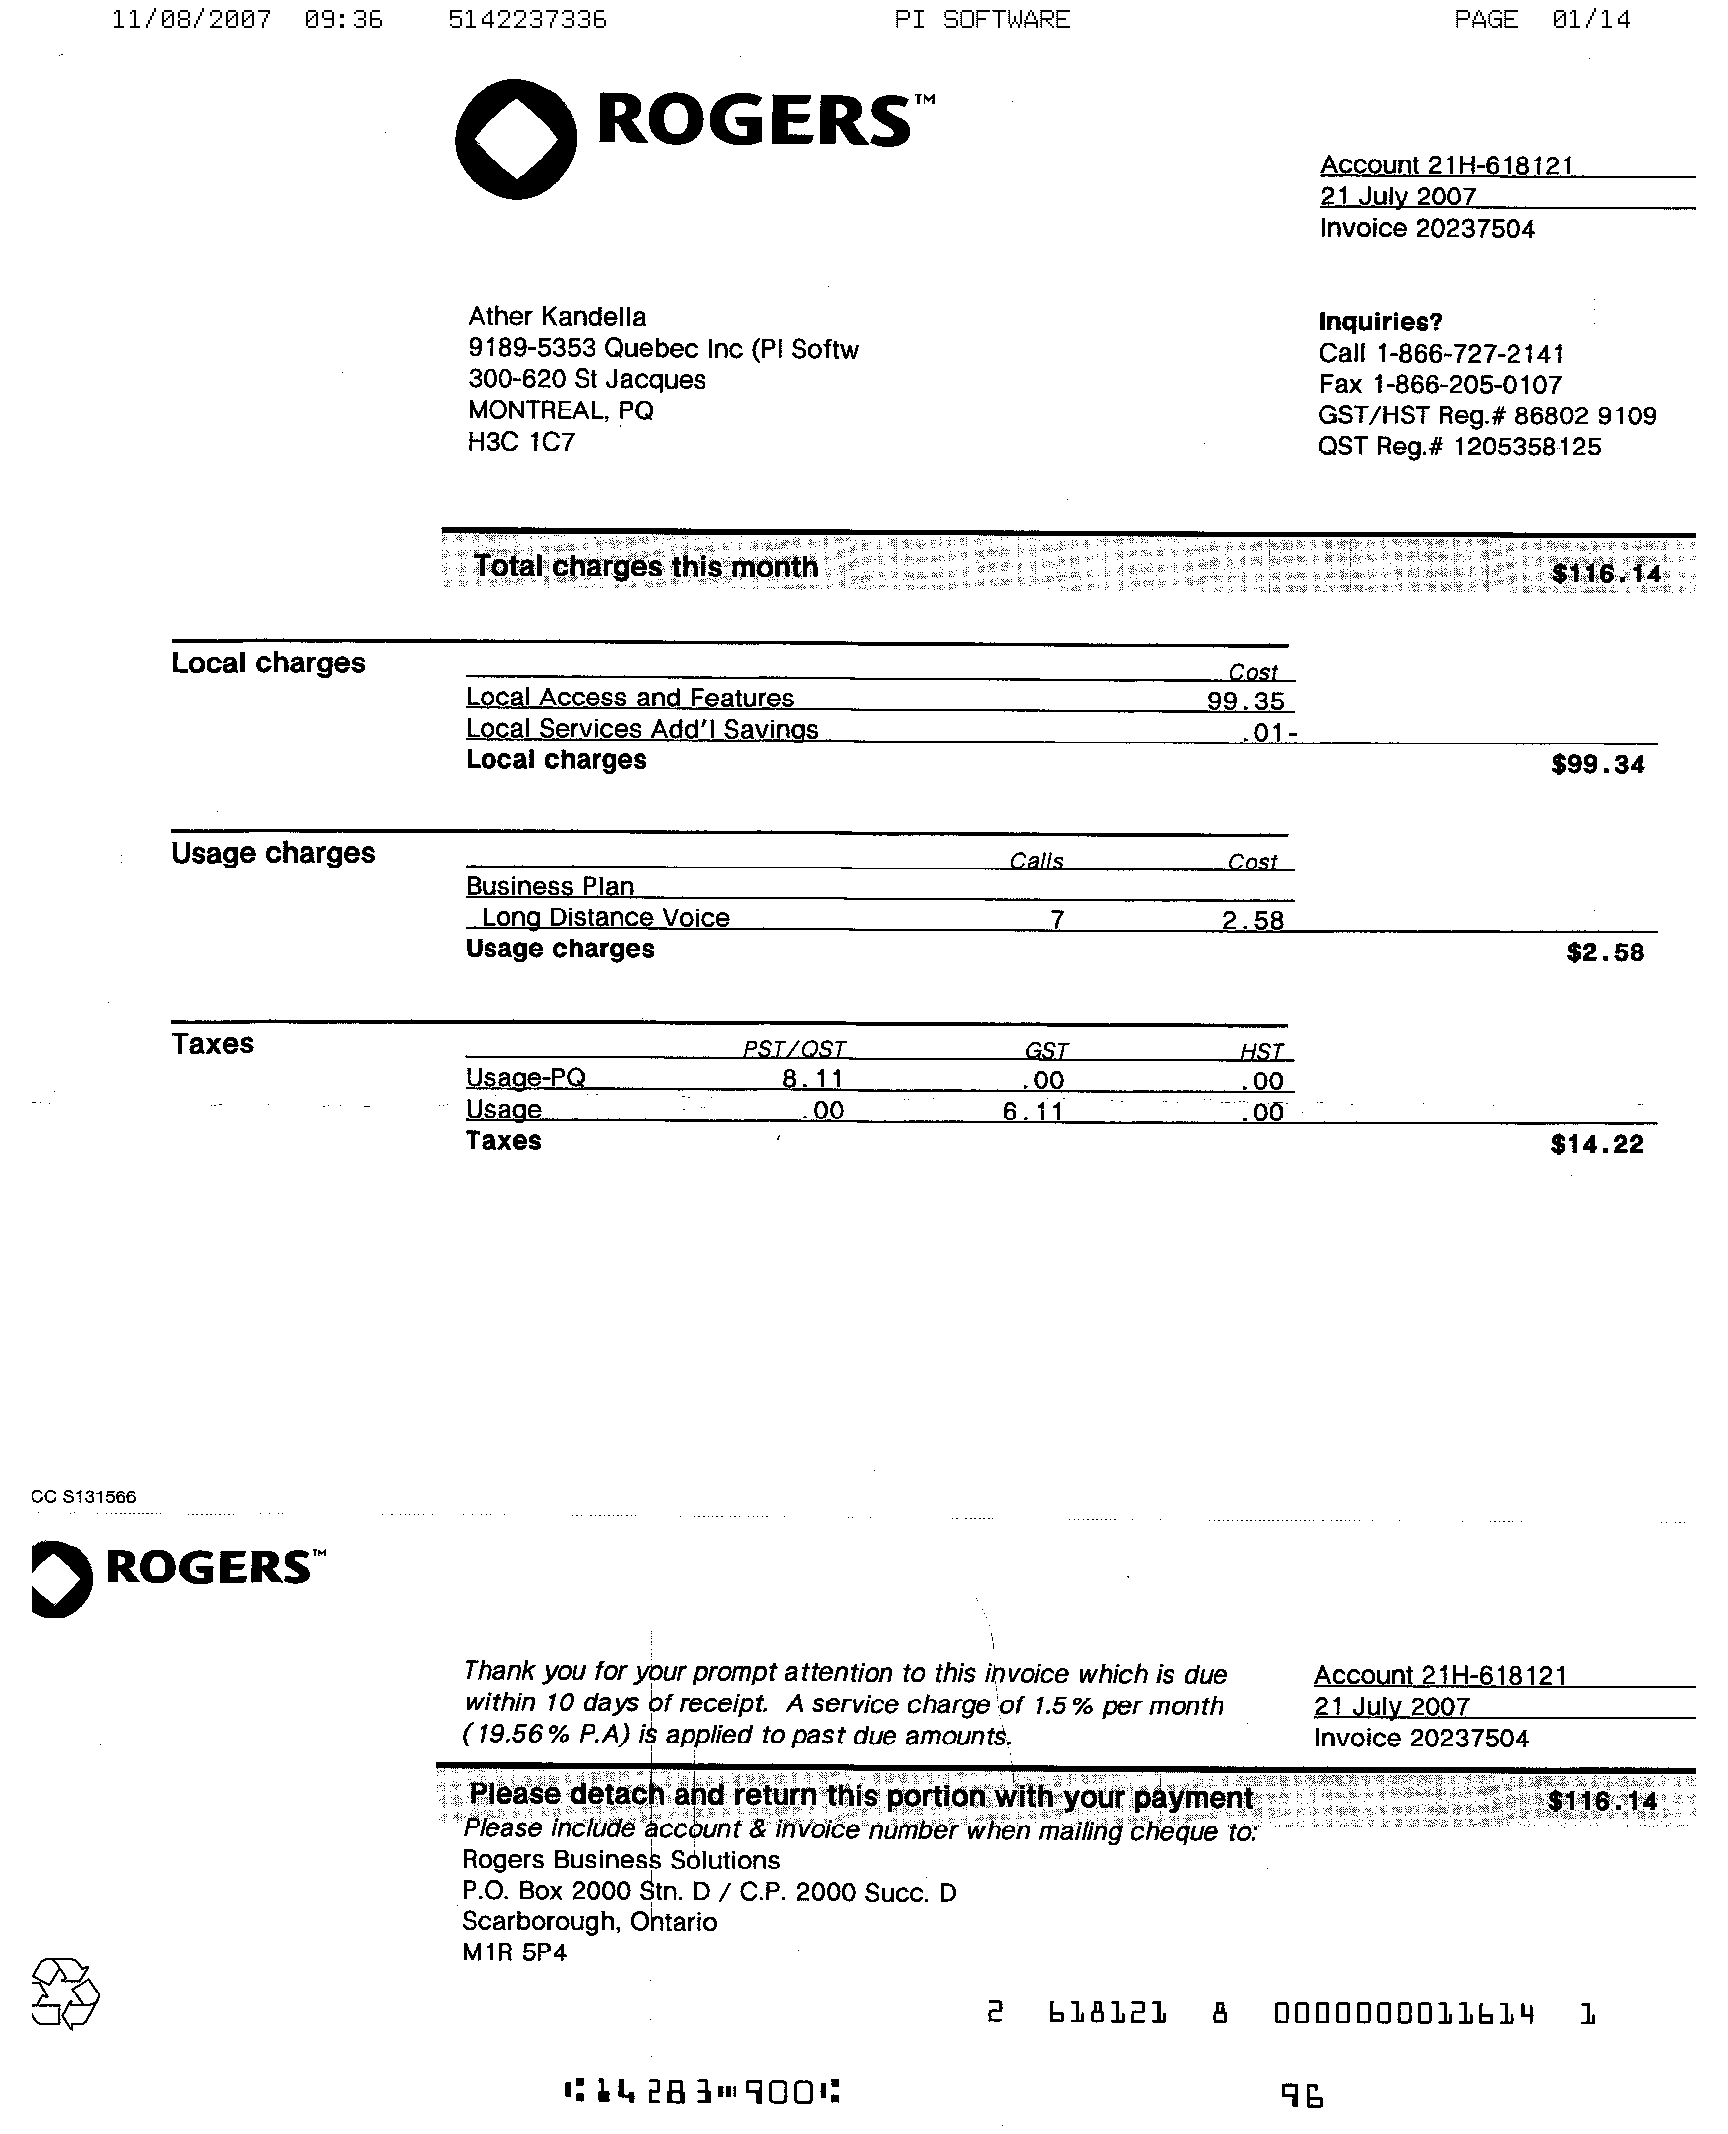 11/08/2007 09:36 5142237336 PI SOFTWARE PAGE 01/14
ROGERS™
Account 21H-618121
21 July 2007
Invoice 20237504
Ather Kandella
9189-5353 Quebec Inc (PI Softw
300-620 St Jacques
MONTREAL, PQ
H3C 1C7
Inquiries?
Call 1-866-727-2141
Fax 1-866-205-0107
GST/HST Reg.# 86802 9109
QST Reg.# 1205358125
Total charges this month $116.14
Local charges Cost
Local Access and Features 99.35
Local Services Add'l Savings .01-
Local charges $99.34
Usage charges Calls Cost
Business Plan
Long Distance Voice 7 2.58
Usage charges $2.58
Taxes PST/QST GST HST
Usage-PQ 8.11 .00 .00
Usage .00 6.11 .00
Taxes $14.22
CC S131566
ROGERS™
Thank you for your prompt attention to this invoice which is due
within 10 days of receipt. A service charge of 1.5% per month
(19.56% P.A) is applied to past due amounts.
Account 21H-618121
21 July 2007
Invoice 20237504
Please detach and return this portion with your payment $116.14
Please include account & invoice number when mailing cheque to:
Rogers Business Solutions
P.O. Box 2000 Stn. D / C.P. 2000 Succ. D
Scarborough, Ontario
M1R 5P4
2 618121 8 0000000011614 1
⑆14283⑉900⑆ 96